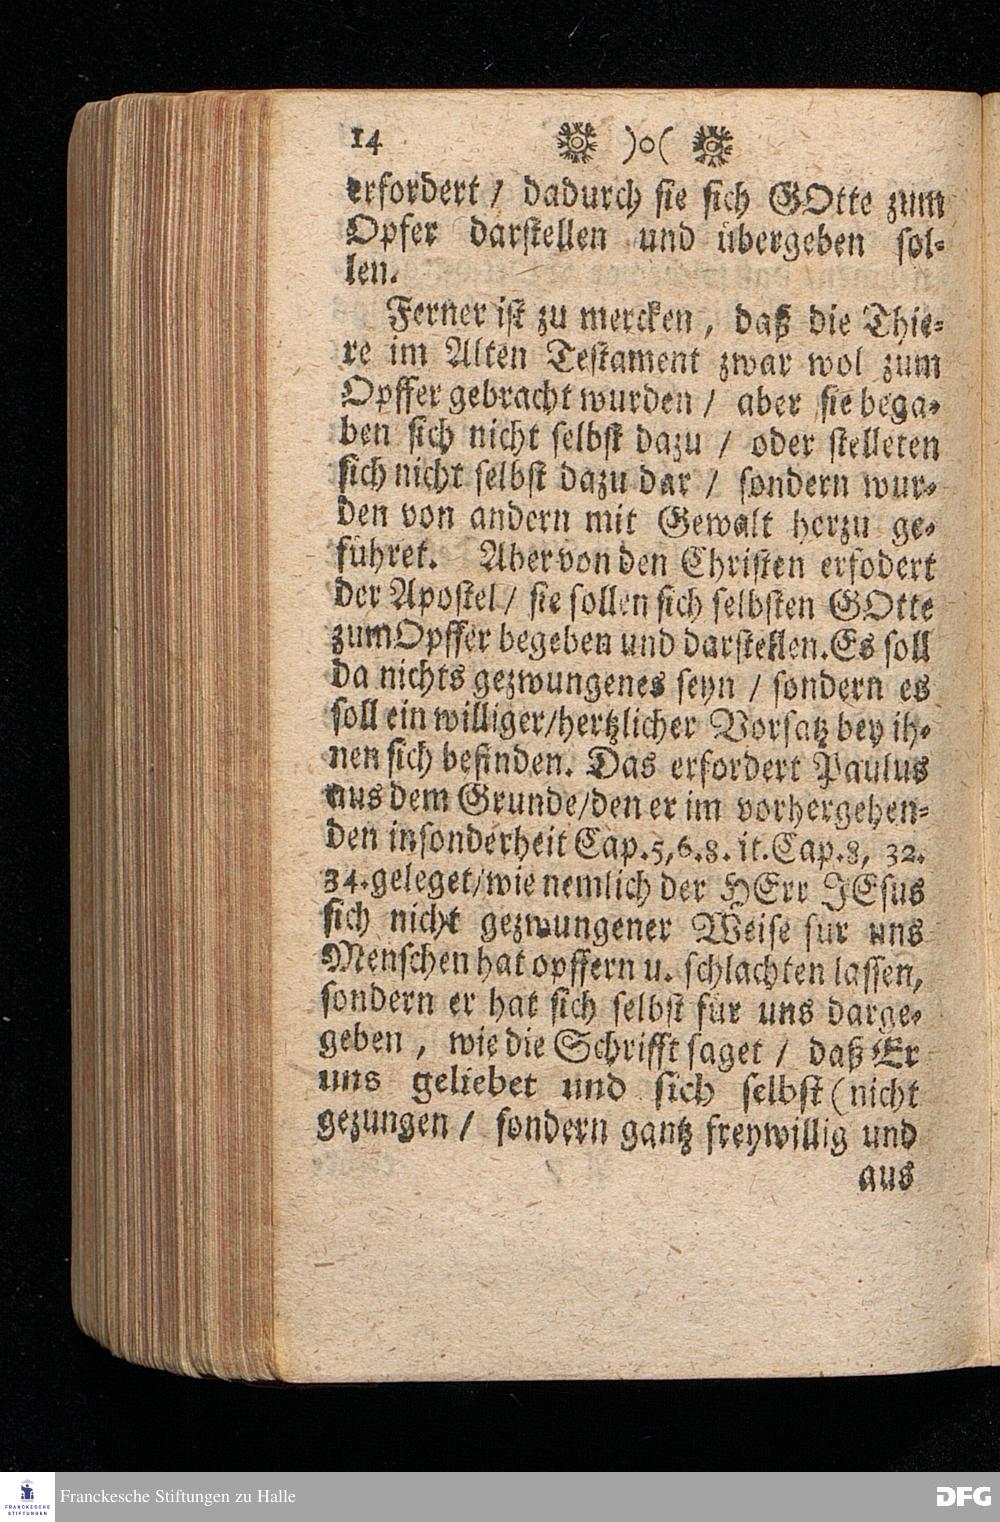 14 )o(
erfordert / dadurch sie sich GOtte zum
Opfer darstellen und übergeben sol-
len.
Ferner ist zu mercken, daß die Thie-
re im Alten Testament zwar wol zum
Opffer gebracht wurden / aber sie bega-
ben sich nicht selbst dazu / oder stelleten
sich nicht selbst dazu dar / sondern wur-
den von andern mit Gewalt herzu ge-
führet. Aber von den Christen erfodert
der Apostel / sie sollen sich selbsten GOtte
zum Opffer begeben und darstellen. Es soll
da nichts gezwungenes seyn / sondern es
soll ein williger/hertzlicher Vorsatz bey ih-
nen sich befinden. Das erfordert Paulus
aus dem Grunde/den er im vorhergehen-
den insonderheit Cap. 5, 6. 8. it. Cap. 8, 32.
34. geleget/wie nemlich der HErr JEsus
sich nicht gezwungener Weise für uns
Menschen hat opffern u. schlachten lassen,
sondern er hat sich selbst für uns darge-
geben, wie die Schrifft saget / daß Er
uns geliebet und sich selbst (nicht
gezungen / sondern gantz freywillig und
aus
FRANCKESCHE
STIFTUNGEN
Franckesche Stiftungen zu Halle
DFG